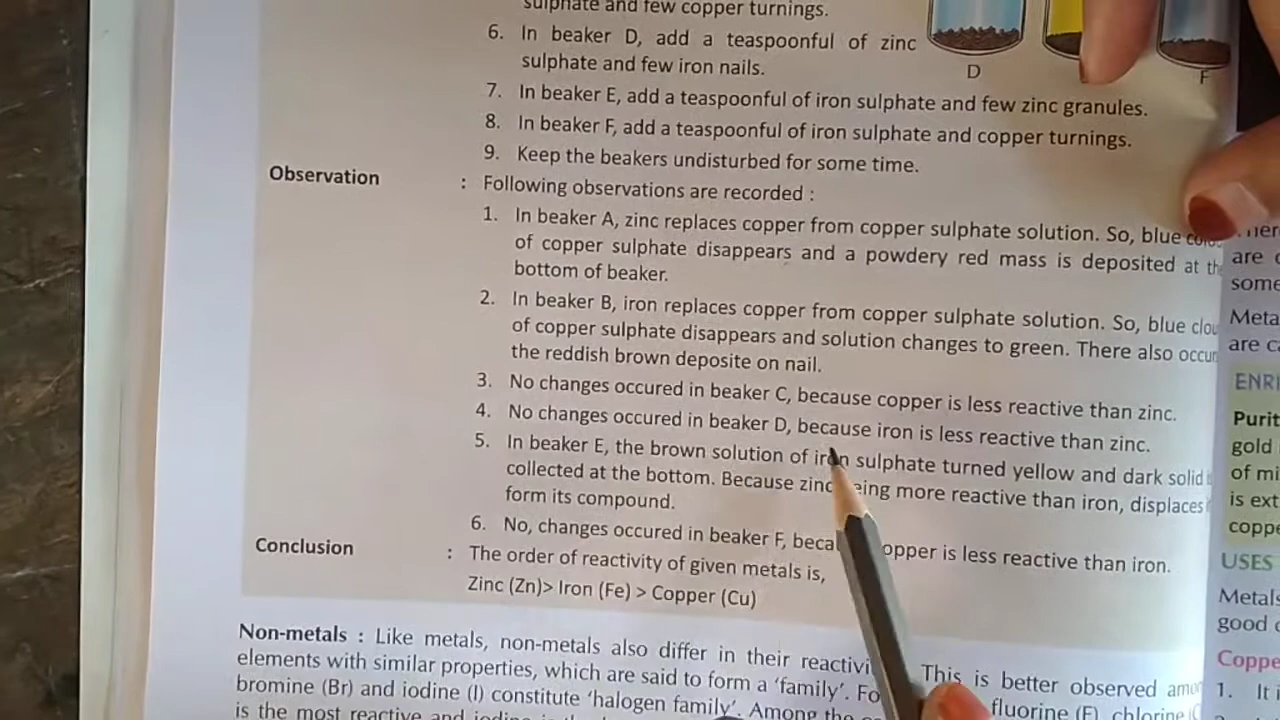 sulphate and few copper turnings.
6. In beaker D, add a teaspoonful of zinc
sulphate and few iron nails.
D
F
7. In beaker E, add a teaspoonful of iron sulphate and few zinc granules.
8. In beaker F, add a teaspoonful of iron sulphate and copper turnings.
9. Keep the beakers undisturbed for some time.
Observation : Following observations are recorded :
1. In beaker A, zinc replaces copper from copper sulphate solution. So, blue
of copper sulphate disappears and a powdery red mass is deposited at
bottom of beaker.
2. In beaker B, iron replaces copper from copper sulphate solution. So, blue clou
of copper sulphate disappears and solution changes to green. There also occur
the reddish brown deposite on nail.
3. No changes occured in beaker C, because copper is less reactive than zinc.
4. No changes occured in beaker D, because iron is less reactive than zinc.
5. In beaker E, the brown solution of iron sulphate turned yellow and dark solid
collected at the bottom. Because zinc being more reactive than iron, displaces
form its compound.
6. No, changes occured in beaker F, copper is less reactive than iron.
Conclusion : The order of reactivity of given metals is,
Zinc (Zn)> Iron (Fe) > Copper (Cu)
Non-metals : Like metals, non-metals also differ in their This is better observed
elements with similar properties, which are said to form a 'family'. fluorine (F), chlorine
bromine (Br) and iodine (I) constitute 'halogen family'. Among the
is the most reactive and
are
some
Meta
are
ENRI
Purit
gold
of mi
is ext
coppe
USES
Metals
good
Coppe
1. It i